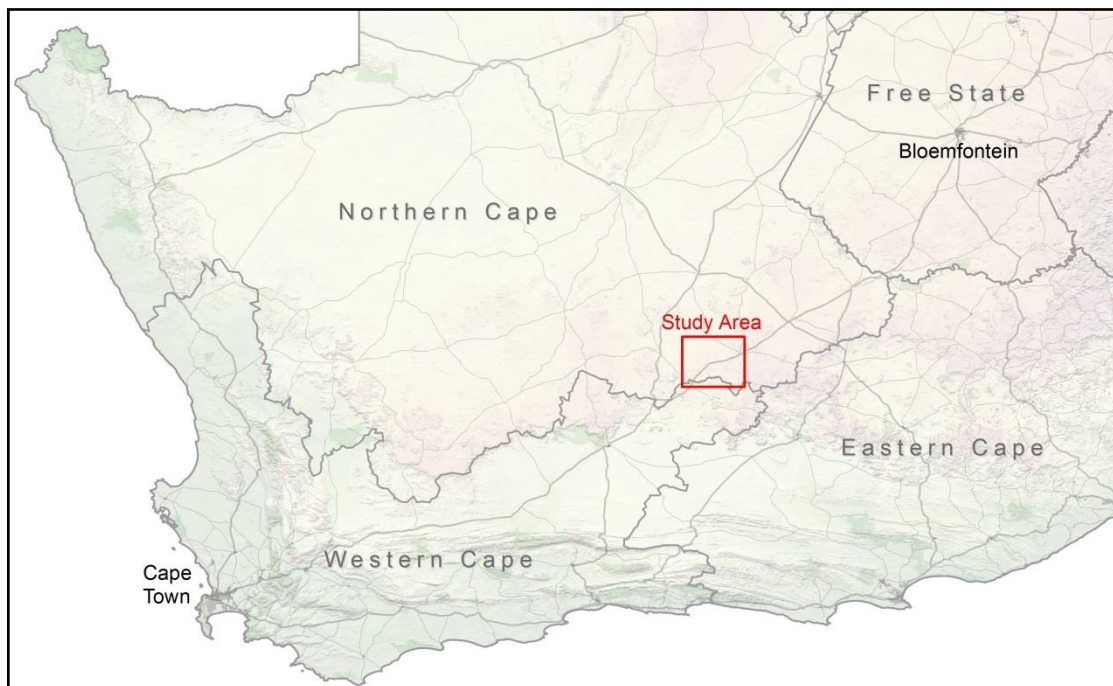 Free State
Bloemfontein
Northern Cape
Study Area
Eastern Cape
Western Cape
Cape
Town